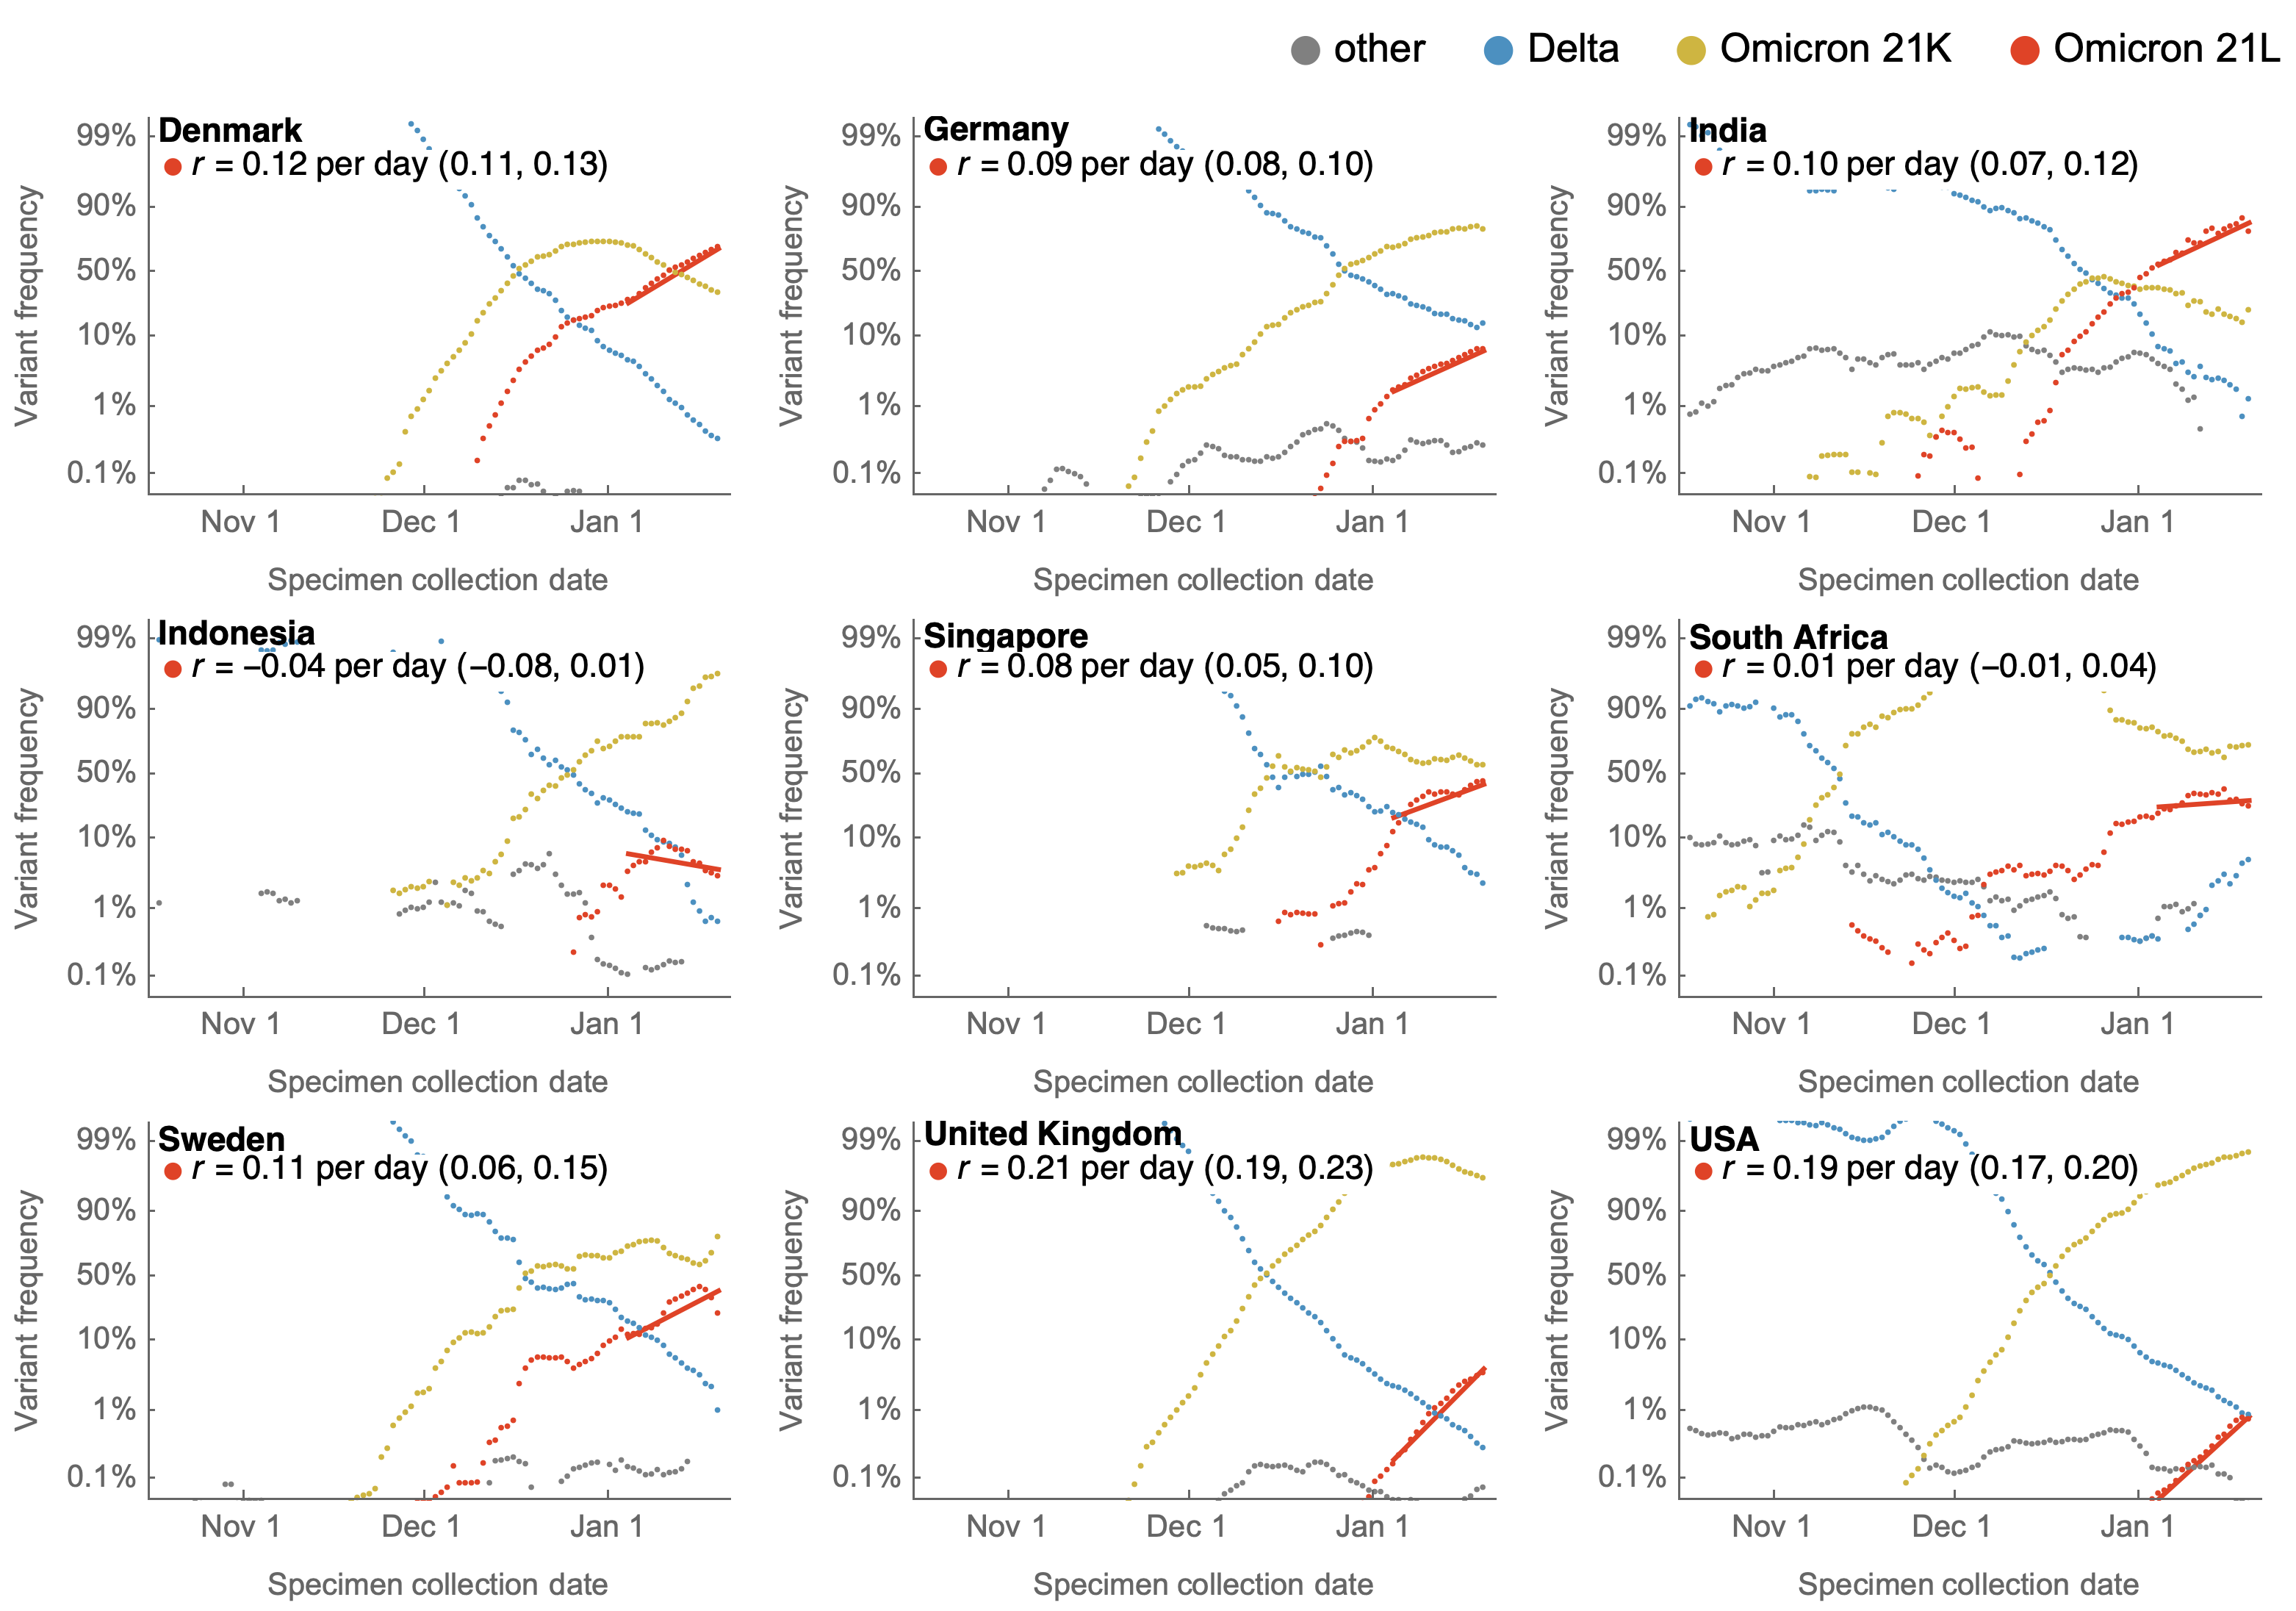 other Delta Omicron 21K Omicron 21L
Denmark
r = 0.12 per day (0.11, 0.13)
Variant frequency
99%
90%
50%
10%
1%
0.1%
Nov 1 Dec 1 Jan 1
Specimen collection date
Germany
r = 0.09 per day (0.08, 0.10)
Variant frequency
99%
90%
50%
10%
1%
0.1%
Nov 1 Dec 1 Jan 1
Specimen collection date
India
r = 0.10 per day (0.07, 0.12)
Variant frequency
99%
90%
50%
10%
1%
0.1%
Nov 1 Dec 1 Jan 1
Specimen collection date
Indonesia
r = −0.04 per day (−0.08, 0.01)
Variant frequency
99%
90%
50%
10%
1%
0.1%
Nov 1 Dec 1 Jan 1
Specimen collection date
Singapore
r = 0.08 per day (0.05, 0.10)
Variant frequency
99%
90%
50%
10%
1%
0.1%
Nov 1 Dec 1 Jan 1
Specimen collection date
South Africa
r = 0.01 per day (−0.01, 0.04)
Variant frequency
99%
90%
50%
10%
1%
0.1%
Nov 1 Dec 1 Jan 1
Specimen collection date
Sweden
r = 0.11 per day (0.06, 0.15)
Variant frequency
99%
90%
50%
10%
1%
0.1%
Nov 1 Dec 1 Jan 1
Specimen collection date
United Kingdom
r = 0.21 per day (0.19, 0.23)
Variant frequency
99%
90%
50%
10%
1%
0.1%
Nov 1 Dec 1 Jan 1
Specimen collection date
USA
r = 0.19 per day (0.17, 0.20)
Variant frequency
99%
90%
50%
10%
1%
0.1%
Nov 1 Dec 1 Jan 1
Specimen collection date